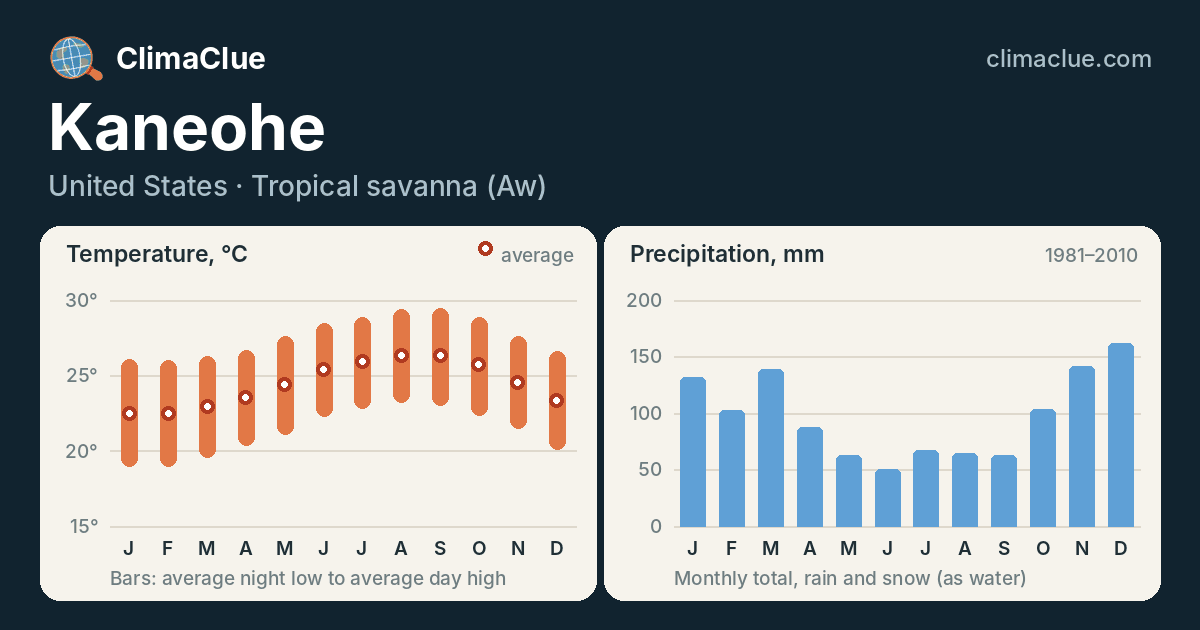 ClimaClue
climaclue.com
Kaneohe
United States · Tropical savanna (Aw)
Temperature, °C
average
30°
25°
20°
15°
J F M A M J J A S O N D
Bars: average night low to average day high
Precipitation, mm
1981–2010
200
150
100
50
0
J F M A M J J A S O N D
Monthly total, rain and snow (as water)